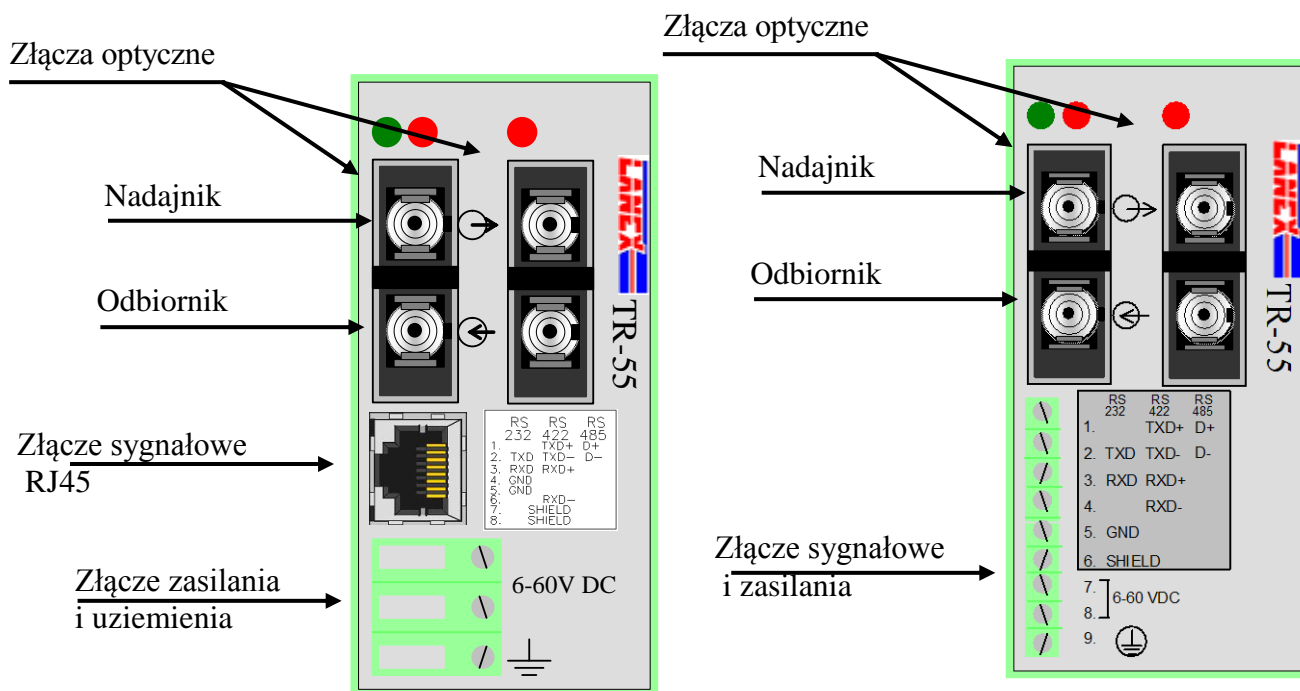 Złącza optyczne
Nadajnik
Odbiornik
LANEX
TR-55
Złącze sygnałowe
RJ45
RS RS RS
232 422 485
1. TXD+ D+
2. TXD TXD– D–
3. RXD RXD+
4. GND
5. GND
6. RXD–
7. SHIELD
8. SHIELD
Złącze zasilania
i uziemienia
6-60V DC
Złącza optyczne
Nadajnik
Odbiornik
LANEX
TR-55
RS RS RS
232 422 485
1. TXD+ D+
2. TXD TXD- D-
3. RXD RXD+
4. RXD-
5. GND
6. SHIELD
7.
6-60 VDC
8.
9.
Złącze sygnałowe
i zasilania